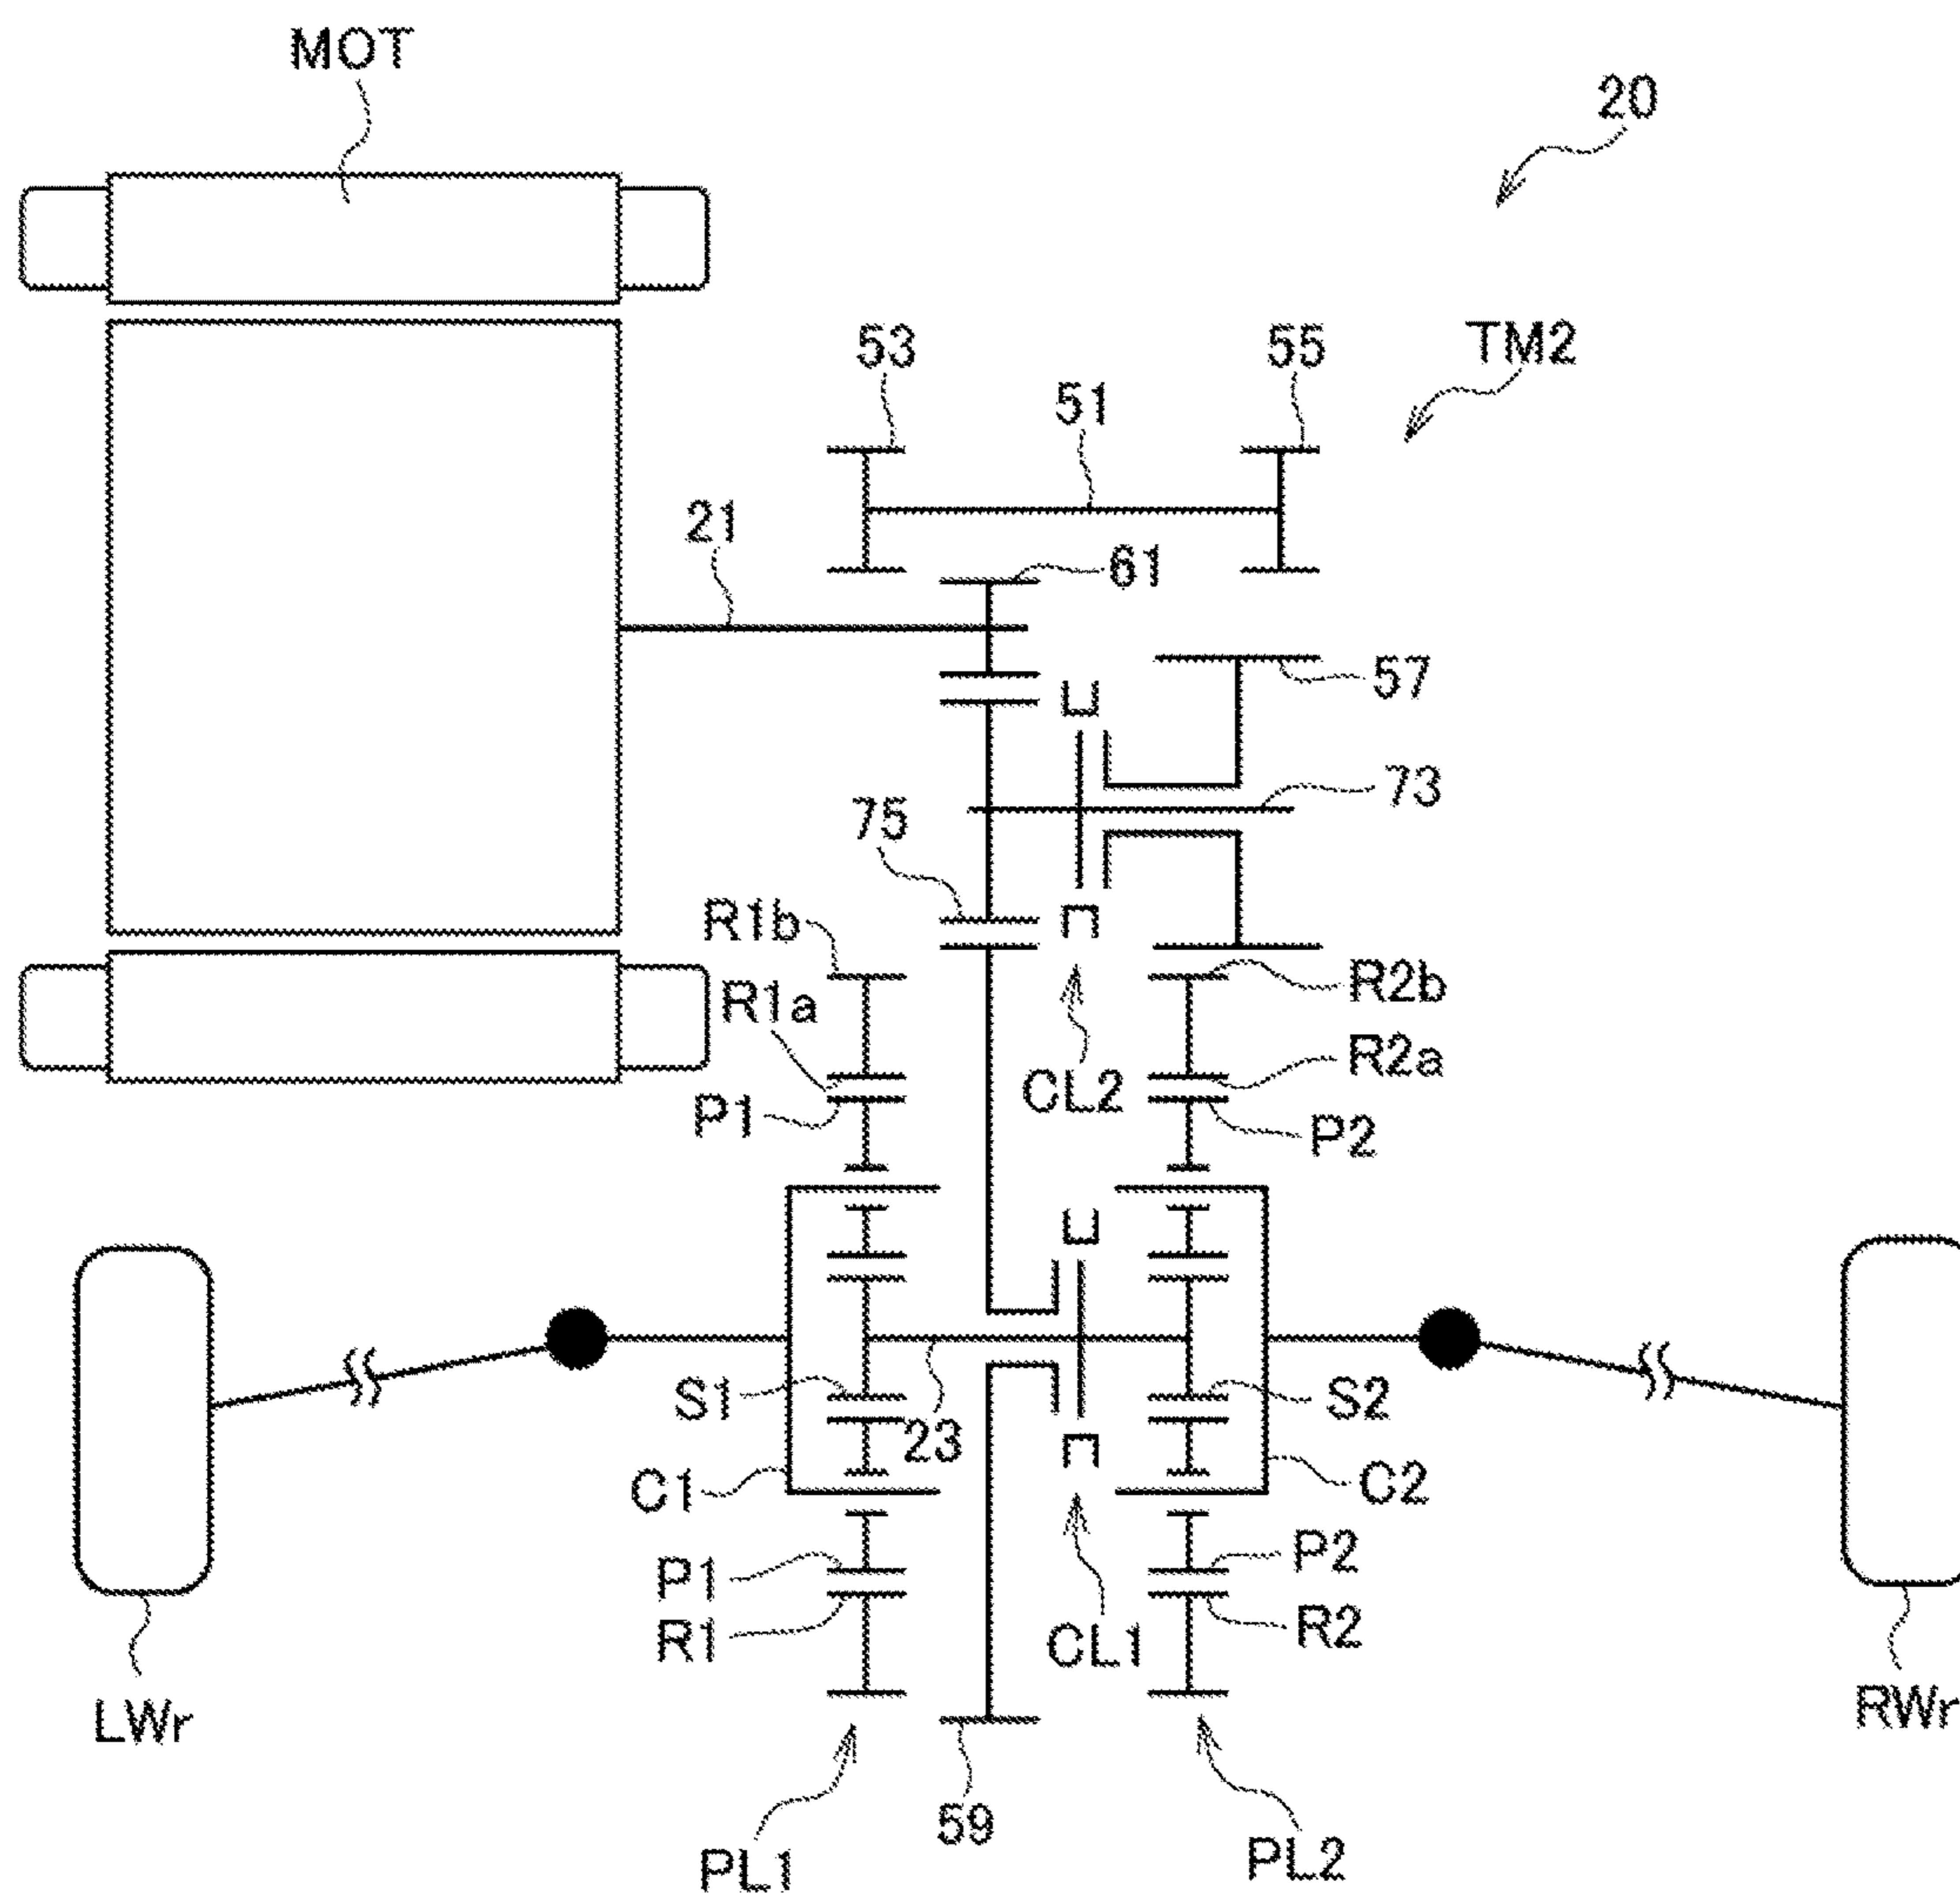 MOT
20
53
55
TM2
51
21
61
57
73
75
R1b
R2b
R1a
R2a
CL2
P1
P2
S1
S2
23
C1
C2
P1
P2
R1
R2
CL1
LWr
RWr
59
PL1
PL2